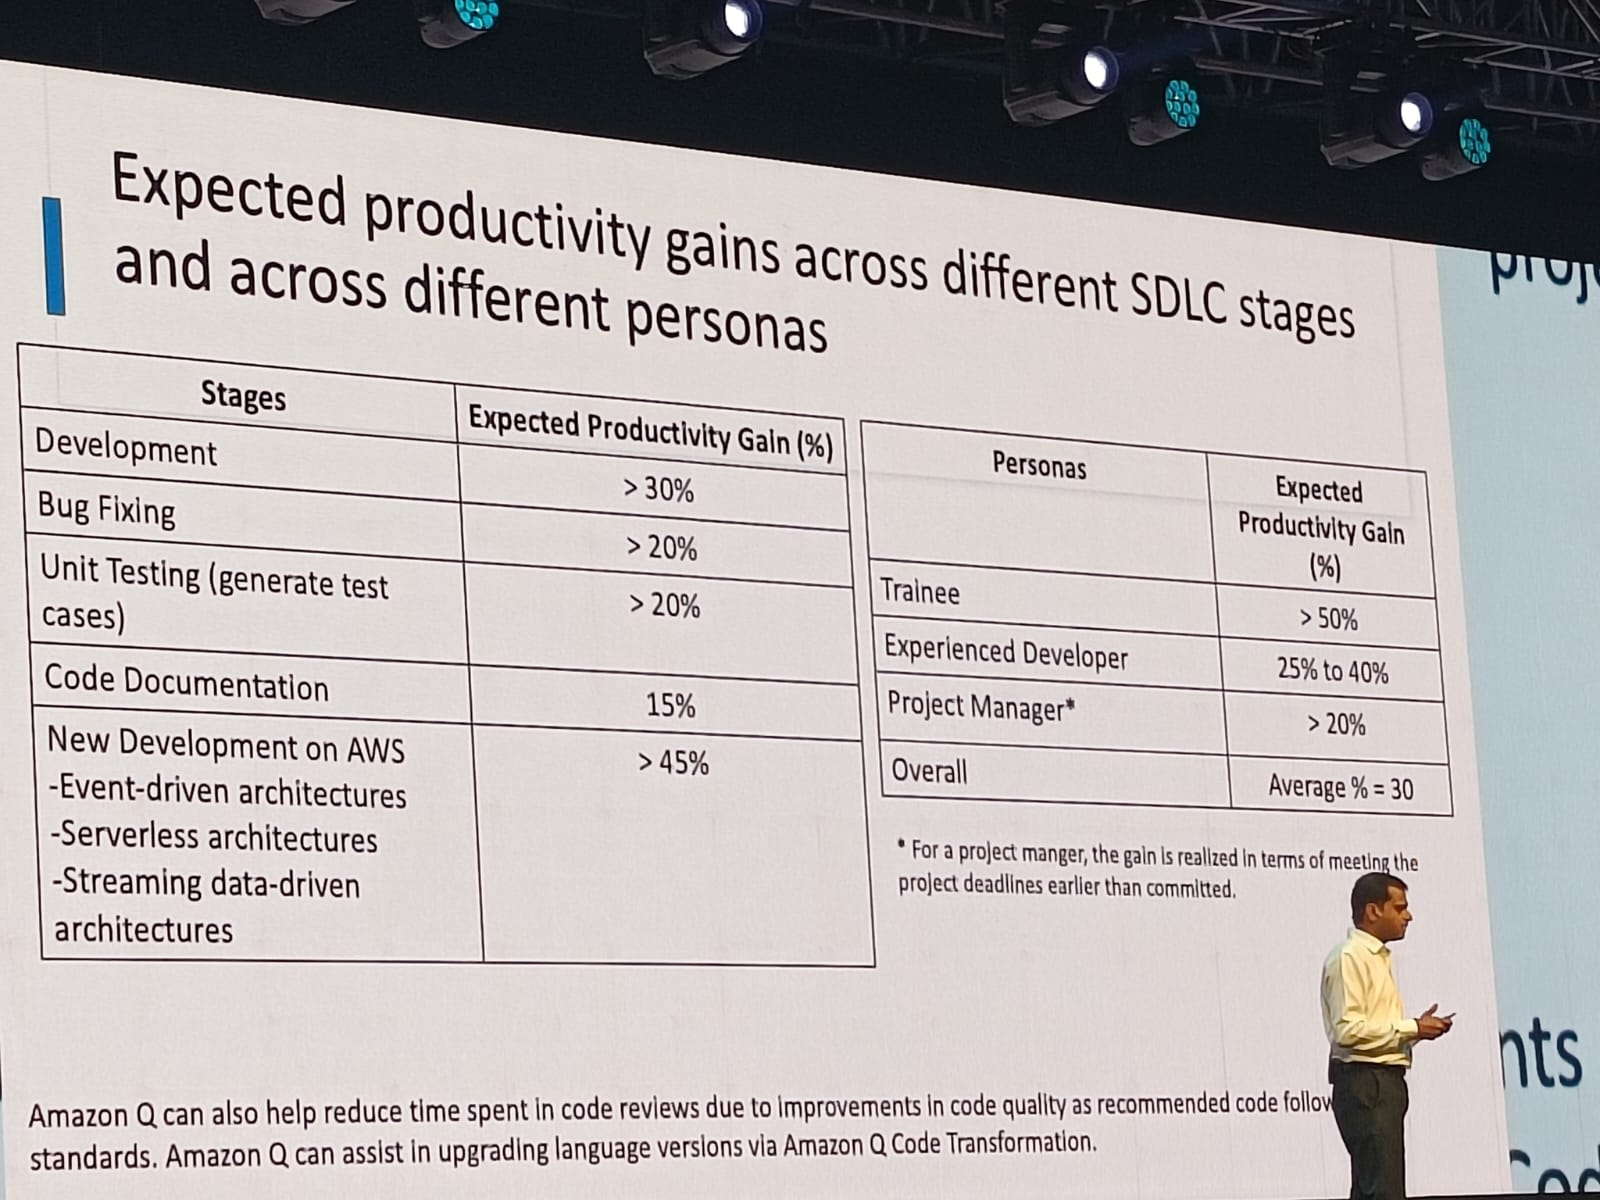 Expected productivity gains across different SDLC stages
and across different personas
Stages
Expected Productivity Gain (%)
Development
> 30%
Bug Fixing
> 20%
Unit Testing (generate test
cases)
> 20%
Code Documentation
15%
New Development on AWS
-Event-driven architectures
-Serverless architectures
-Streaming data-driven
architectures
> 45%
Personas
Expected
Productivity Gain
(%)
Trainee
> 50%
Experienced Developer
25% to 40%
Project Manager*
> 20%
Overall
Average % = 30
* For a project manger, the gain is realized in terms of meeting the
project deadlines earlier than committed.
Amazon Q can also help reduce time spent in code reviews due to improvements in code quality as recommended code follow
standards. Amazon Q can assist in upgrading language versions via Amazon Q Code Transformation.